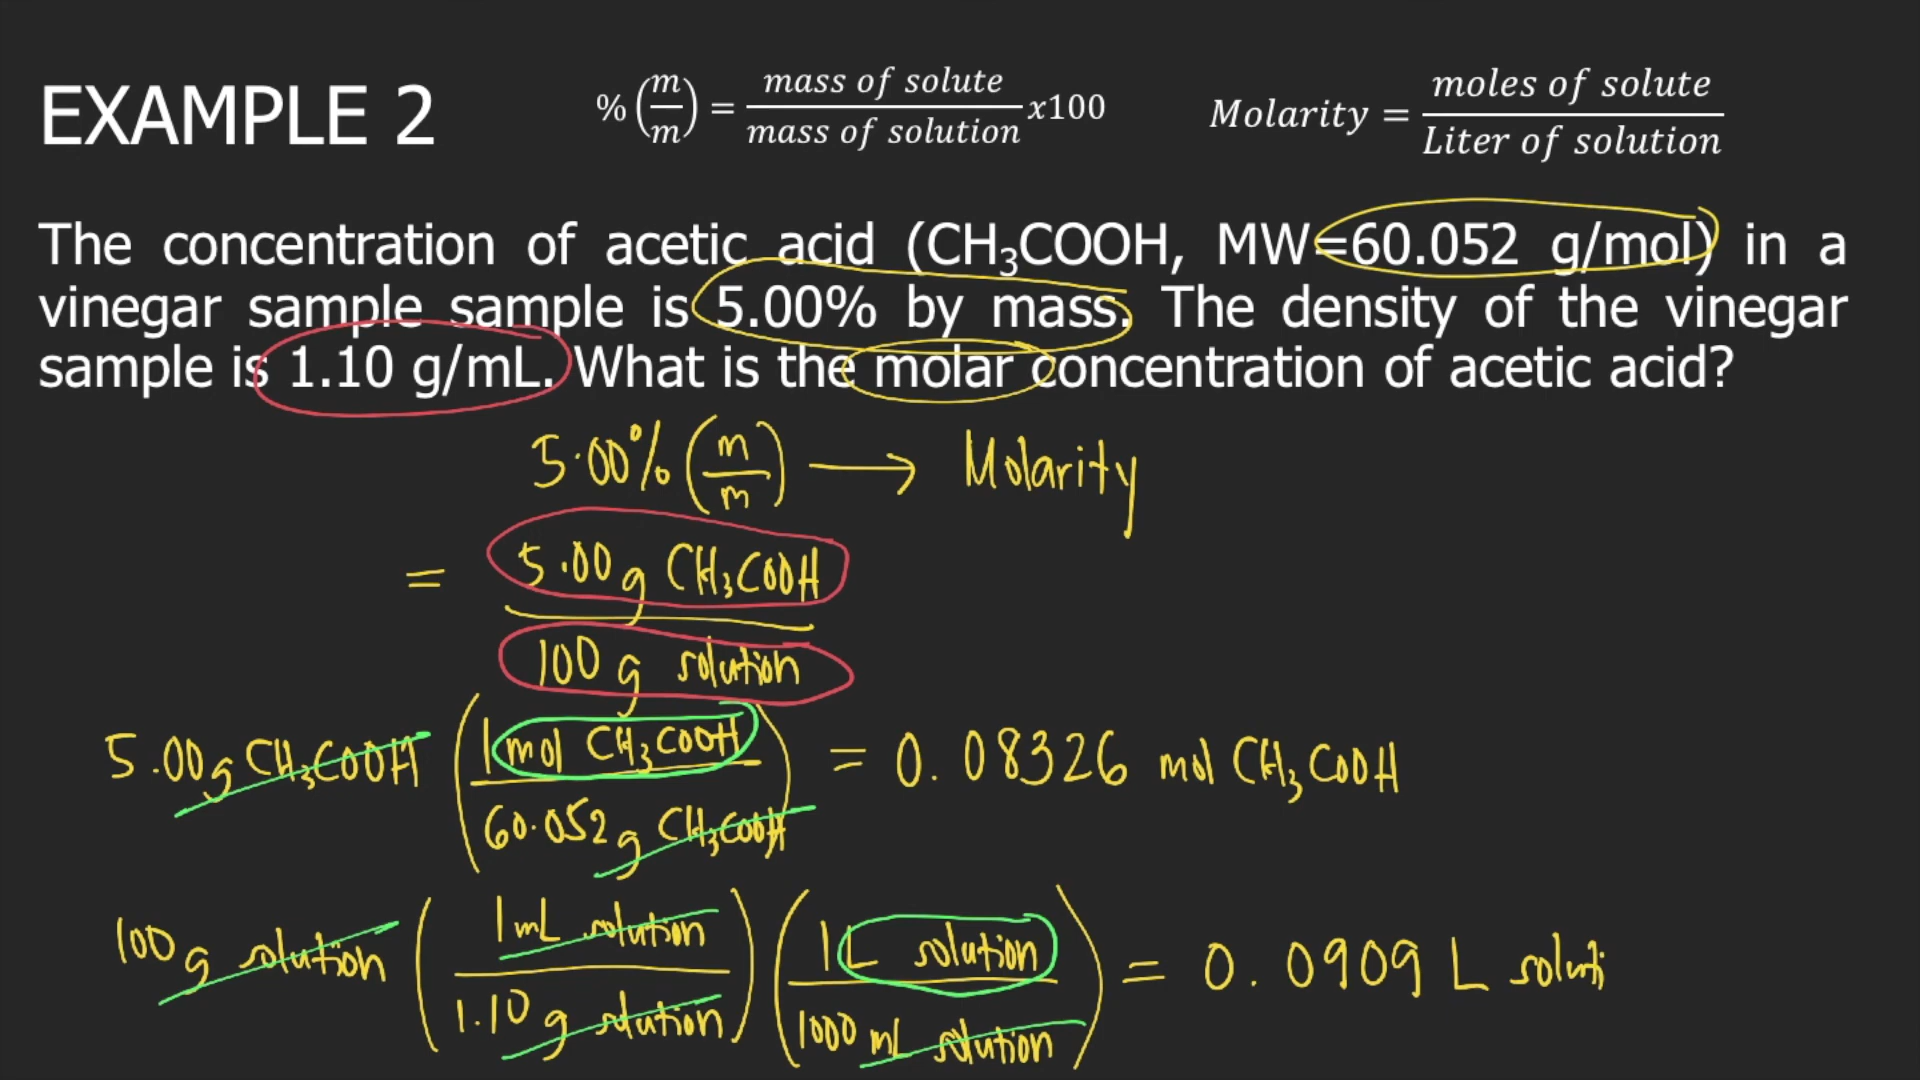 EXAMPLE 2
% (m/m) = mass of solute / mass of solution x100
Molarity = moles of solute / Liter of solution
The concentration of acetic acid (CH₃COOH, MW=60.052 g/mol) in a
vinegar sample sample is 5.00% by mass. The density of the vinegar
sample is 1.10 g/mL. What is the molar concentration of acetic acid?
5.00% (m/m) → Molarity
= 5.00 g CH₃COOH
100 g solution
5.00 g CH₃COOH (1 mol CH₃COOH / 60.052 g CH₃COOH) = 0.08326 mol CH₃COOH
100 g solution (1 mL solution / 1.10 g solution) (1 L solution / 1000 mL solution) = 0.0909 L soluti